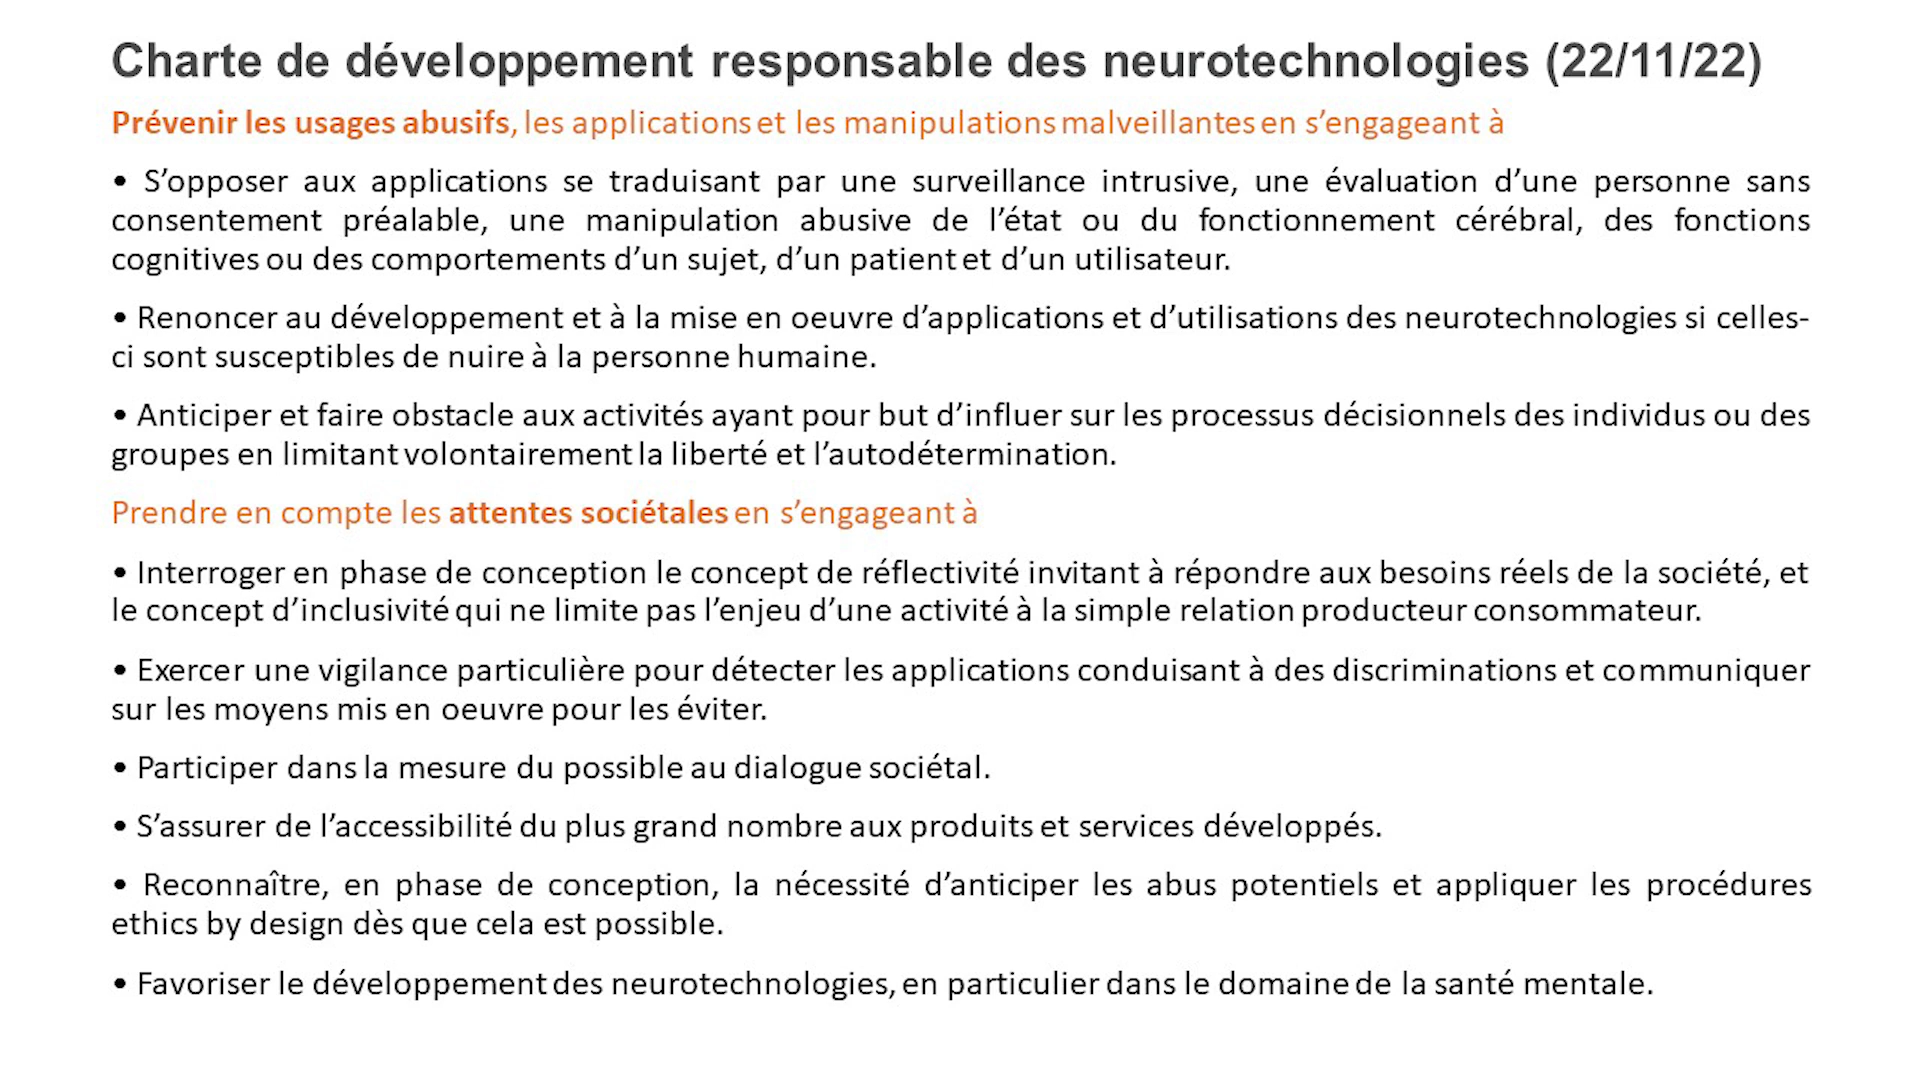 Charte de développement responsable des neurotechnologies (22/11/22)
Prévenir les usages abusifs, les applications et les manipulations malveillantes en s’engageant à
• S’opposer aux applications se traduisant par une surveillance intrusive, une évaluation d’une personne sans
consentement préalable, une manipulation abusive de l’état ou du fonctionnement cérébral, des fonctions
cognitives ou des comportements d’un sujet, d’un patient et d’un utilisateur.
• Renoncer au développement et à la mise en oeuvre d’applications et d’utilisations des neurotechnologies si celles-
ci sont susceptibles de nuire à la personne humaine.
• Anticiper et faire obstacle aux activités ayant pour but d’influer sur les processus décisionnels des individus ou des
groupes en limitant volontairement la liberté et l’autodétermination.
Prendre en compte les attentes sociétales en s’engageant à
• Interroger en phase de conception le concept de réflectivité invitant à répondre aux besoins réels de la société, et
le concept d’inclusivité qui ne limite pas l’enjeu d’une activité à la simple relation producteur consommateur.
• Exercer une vigilance particulière pour détecter les applications conduisant à des discriminations et communiquer
sur les moyens mis en oeuvre pour les éviter.
• Participer dans la mesure du possible au dialogue sociétal.
• S’assurer de l’accessibilité du plus grand nombre aux produits et services développés.
• Reconnaître, en phase de conception, la nécessité d’anticiper les abus potentiels et appliquer les procédures
ethics by design dès que cela est possible.
• Favoriser le développement des neurotechnologies, en particulier dans le domaine de la santé mentale.